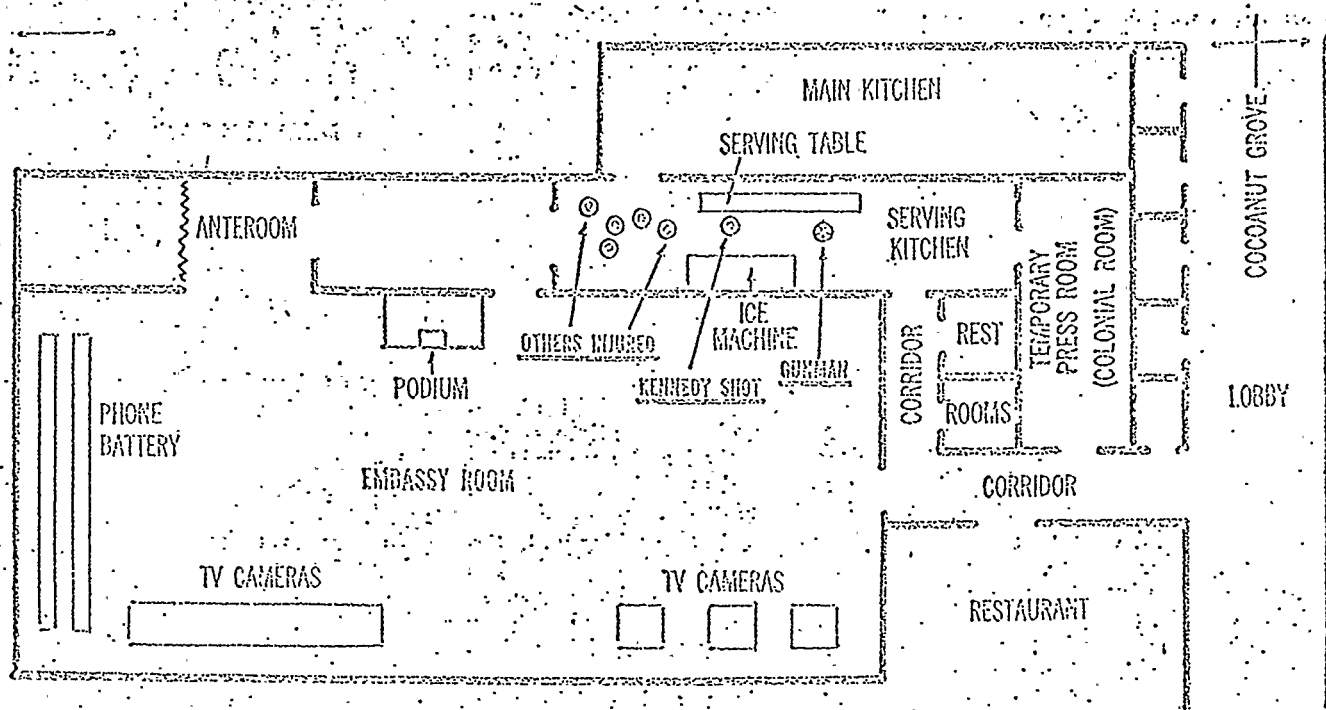 MAIN KITCHEN
SERVING TABLE
ANTEROOM
SERVING
KITCHEN
TEMPORARY
PRESS ROOM
(COLONIAL ROOM)
COCOANUT GROVE
OTHERS INJURED
ICE
MACHINE
KENNEDY SHOT
GUNMAN
CORRIDOR
REST
ROOMS
PODIUM
PHONE
BATTERY
LOBBY
EMBASSY ROOM
CORRIDOR
TV CAMERAS
TV CAMERAS
RESTAURANT